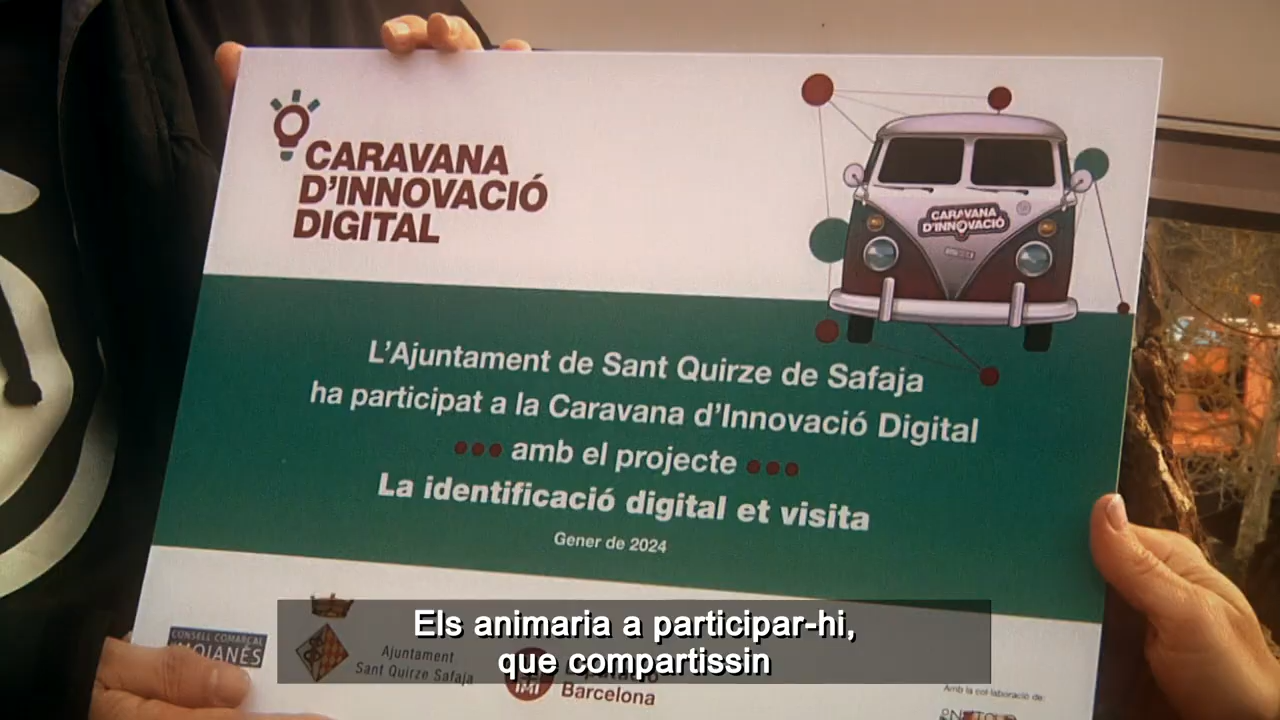 CARAVANA
D'INNOVACIÓ
DIGITAL
CARAVANA
D'INNOVACIÓ
L'Ajuntament de Sant Quirze de Safaja
ha participat a la Caravana d'Innovació Digital
amb el projecte
La identificació digital et visita
Gener de 2024
CONSELL COMARCAL
MOIANÈS
Ajuntament
Sant Quirze Safaja
Diputació
Barcelona
Amb la col·laboració de:
Els animaria a participar-hi,
que compartissin